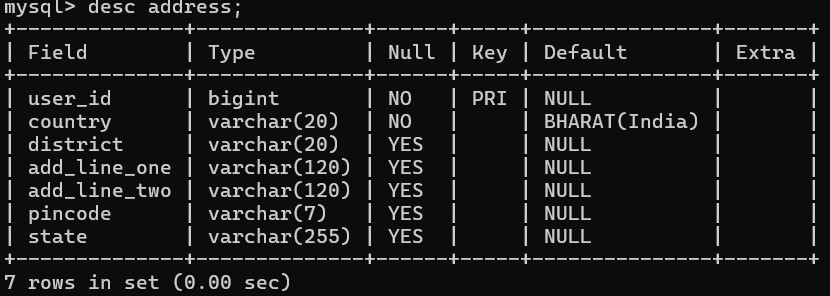 mysql> desc address;
+--------------+--------------+------+-----+---------------+-------+
| Field        | Type         | Null | Key | Default       | Extra |
+--------------+--------------+------+-----+---------------+-------+
| user_id      | bigint       | NO   | PRI | NULL          |       |
| country      | varchar(20)  | NO   |     | BHARAT(India) |       |
| district     | varchar(20)  | YES  |     | NULL          |       |
| add_line_one | varchar(120) | YES  |     | NULL          |       |
| add_line_two | varchar(120) | YES  |     | NULL          |       |
| pincode      | varchar(7)   | YES  |     | NULL          |       |
| state        | varchar(255) | YES  |     | NULL          |       |
+--------------+--------------+------+-----+---------------+-------+
7 rows in set (0.00 sec)